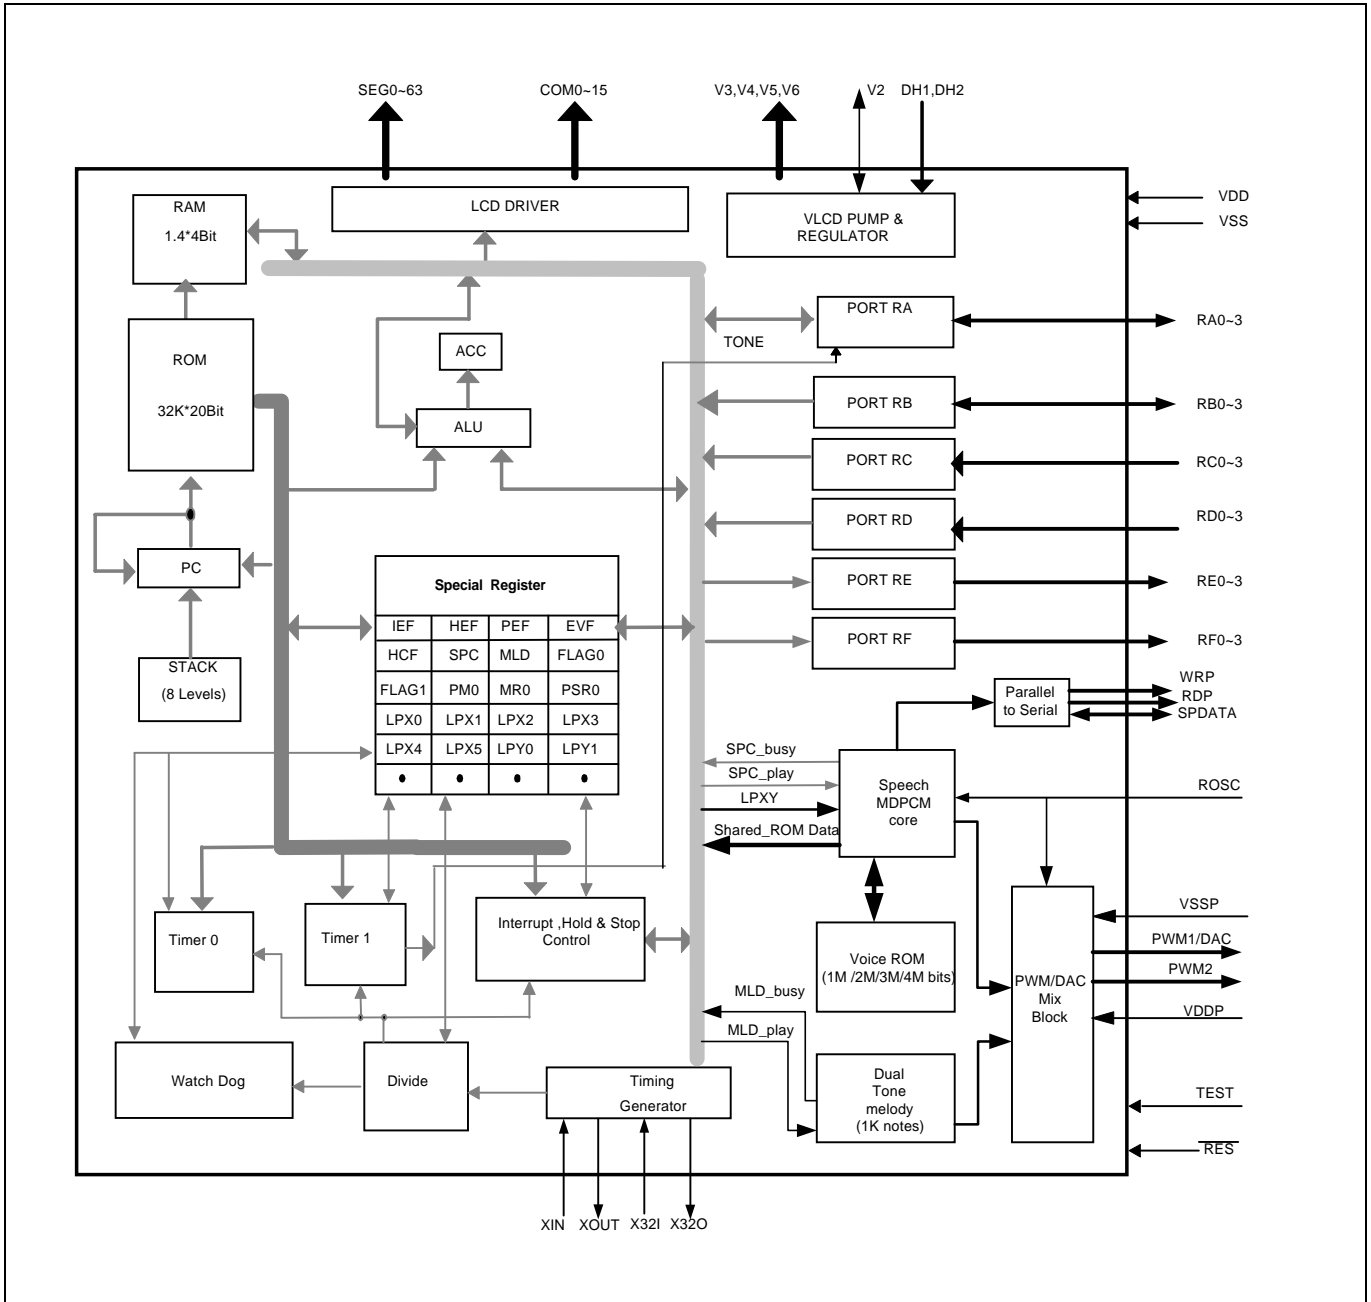 SEG0~63 COM0~15 V3,V4,V5,V6 V2 DH1,DH2
RAM
1.4*4Bit
LCD DRIVER
VLCD PUMP &
REGULATOR
VDD
VSS
ROM
32K*20Bit
ACC
ALU
TONE
PORT RA
RA0~3
PORT RB
RB0~3
PORT RC
RC0~3
PORT RD
RD0~3
PORT RE
RE0~3
PORT RF
RF0~3
PC
STACK
(8 Levels)
Special Register
IEF HEF PEF EVF
HCF SPC MLD FLAG0
FLAG1 PM0 MR0 PSR0
LPX0 LPX1 LPX2 LPX3
LPX4 LPX5 LPY0 LPY1
Parallel
to Serial
WRP
RDP
SPDATA
SPC_busy
SPC_play
LPXY
Shared_ROM Data
Speech
MDPCM
core
ROSC
Timer 0
Timer 1
Interrupt ,Hold & Stop
Control
Voice ROM
(1M /2M/3M/4M bits)
VSSP
PWM1/DAC
PWM2
VDDP
PWM/DAC
Mix
Block
MLD_busy
MLD_play
Watch Dog
Divide
Timing
Generator
Dual
Tone
melody
(1K notes)
TEST
RES
XIN XOUT X32I X32O